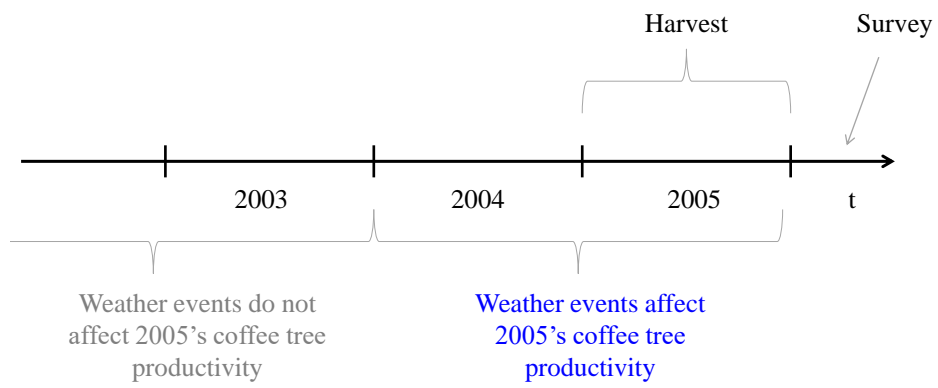 Harvest
Survey
2003
2004
2005
t
Weather events do not
affect 2005’s coffee tree
productivity
Weather events affect
2005’s coffee tree
productivity